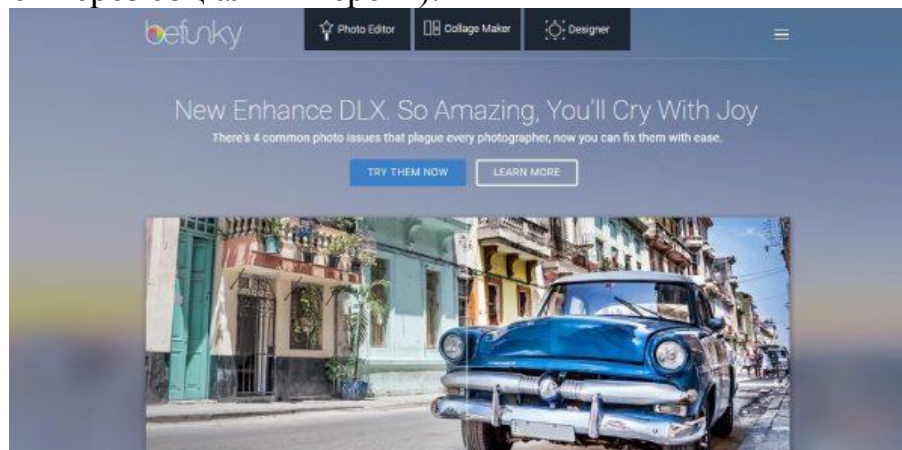 через
befunky
Photo Editor
Collage Maker
Designer
New Enhance DLX. So Amazing, You'll Cry With Joy
There's 4 common photo issues that plague every photographer, now you can fix them with ease.
TRY THEM NOW
LEARN MORE